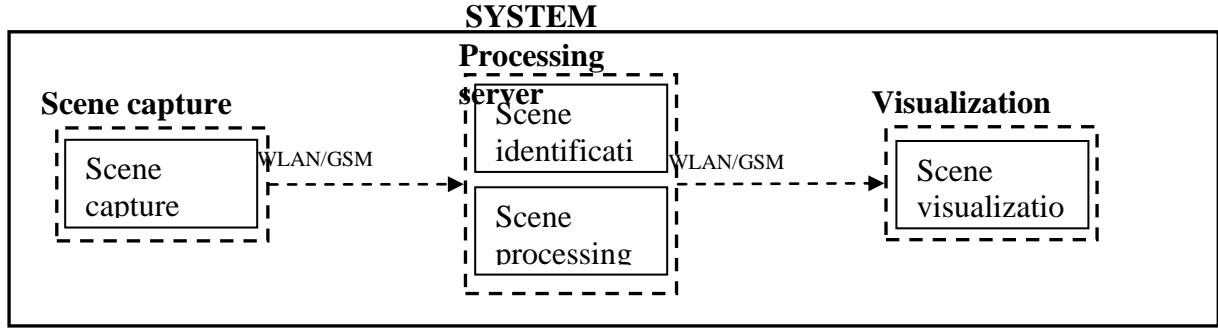 SYSTEM
Processing
server
Scene capture
Visualization
Scene
capture
WLAN/GSM
Scene
identificati
Scene
processing
WLAN/GSM
Scene
visualizatio